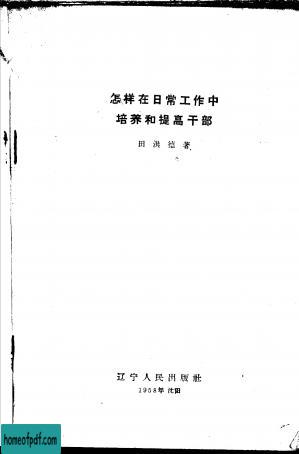 怎样在日常工作中
培养和提高干部
田洪德著
辽宁人民出版社
1958年 沈阳
homeofpdf.com